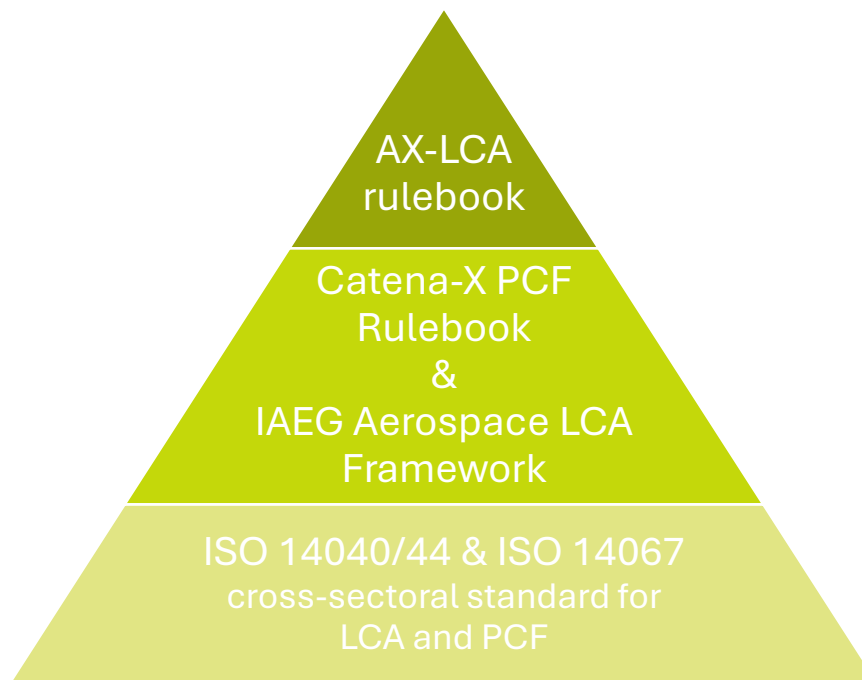 AX-LCA
rulebook
Catena-X PCF
Rulebook
&
IAEG Aerospace LCA
Framework
ISO 14040/44 & ISO 14067
cross-sectoral standard for
LCA and PCF